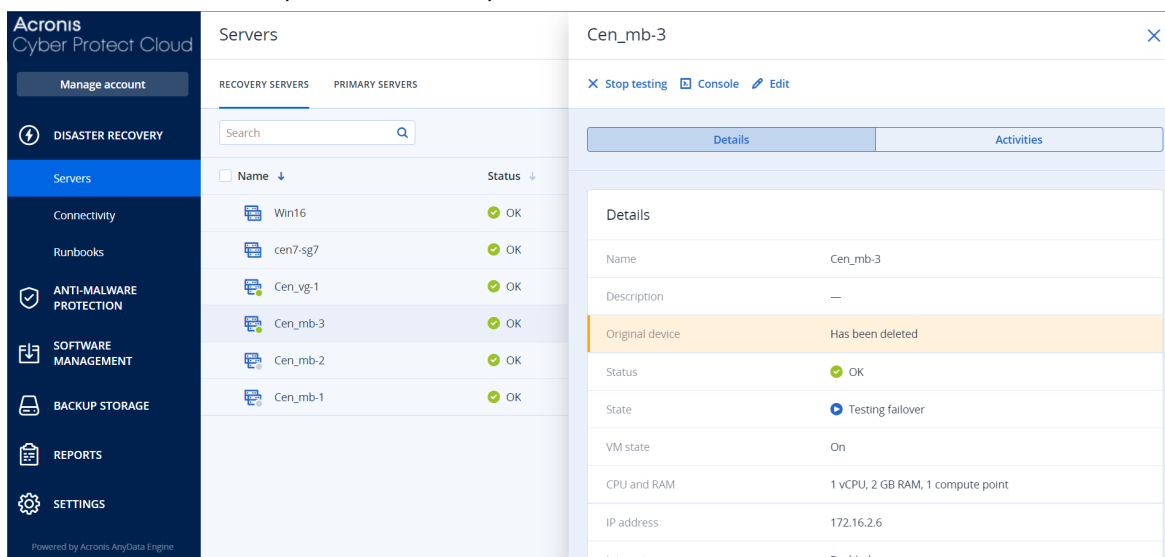 Acronis
Cyber Protect Cloud
Manage account
DISASTER RECOVERY
Servers
Connectivity
Runbooks
ANTI-MALWARE
PROTECTION
SOFTWARE
MANAGEMENT
BACKUP STORAGE
REPORTS
SETTINGS
Powered by Acronis AnyData Engine
Servers
RECOVERY SERVERS PRIMARY SERVERS
Search
Name Status
Win16 OK
cen7-sg7 OK
Cen_vg-1 OK
Cen_mb-3 OK
Cen_mb-2 OK
Cen_mb-1 OK
Cen_mb-3
Stop testing Console Edit
Details Activities
Details
Name Cen_mb-3
Description —
Original device Has been deleted
Status OK
State Testing failover
VM state On
CPU and RAM 1 vCPU, 2 GB RAM, 1 compute point
IP address 172.16.2.6